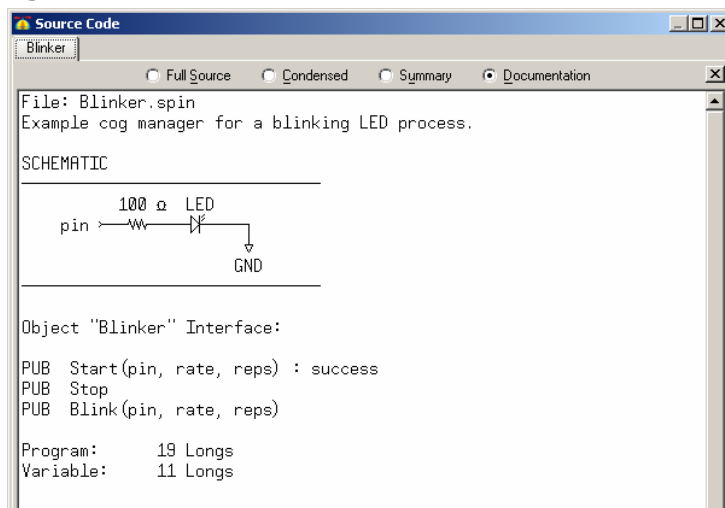 Source Code
Blinker
Full Source Condensed Summary Documentation
File: Blinker.spin
Example cog manager for a blinking LED process.
SCHEMATIC
100 Ω LED
pin
GND
Object "Blinker" Interface:
PUB Start(pin, rate, reps) : success
PUB Stop
PUB Blink(pin, rate, reps)
Program: 19 Longs
Variable: 11 Longs